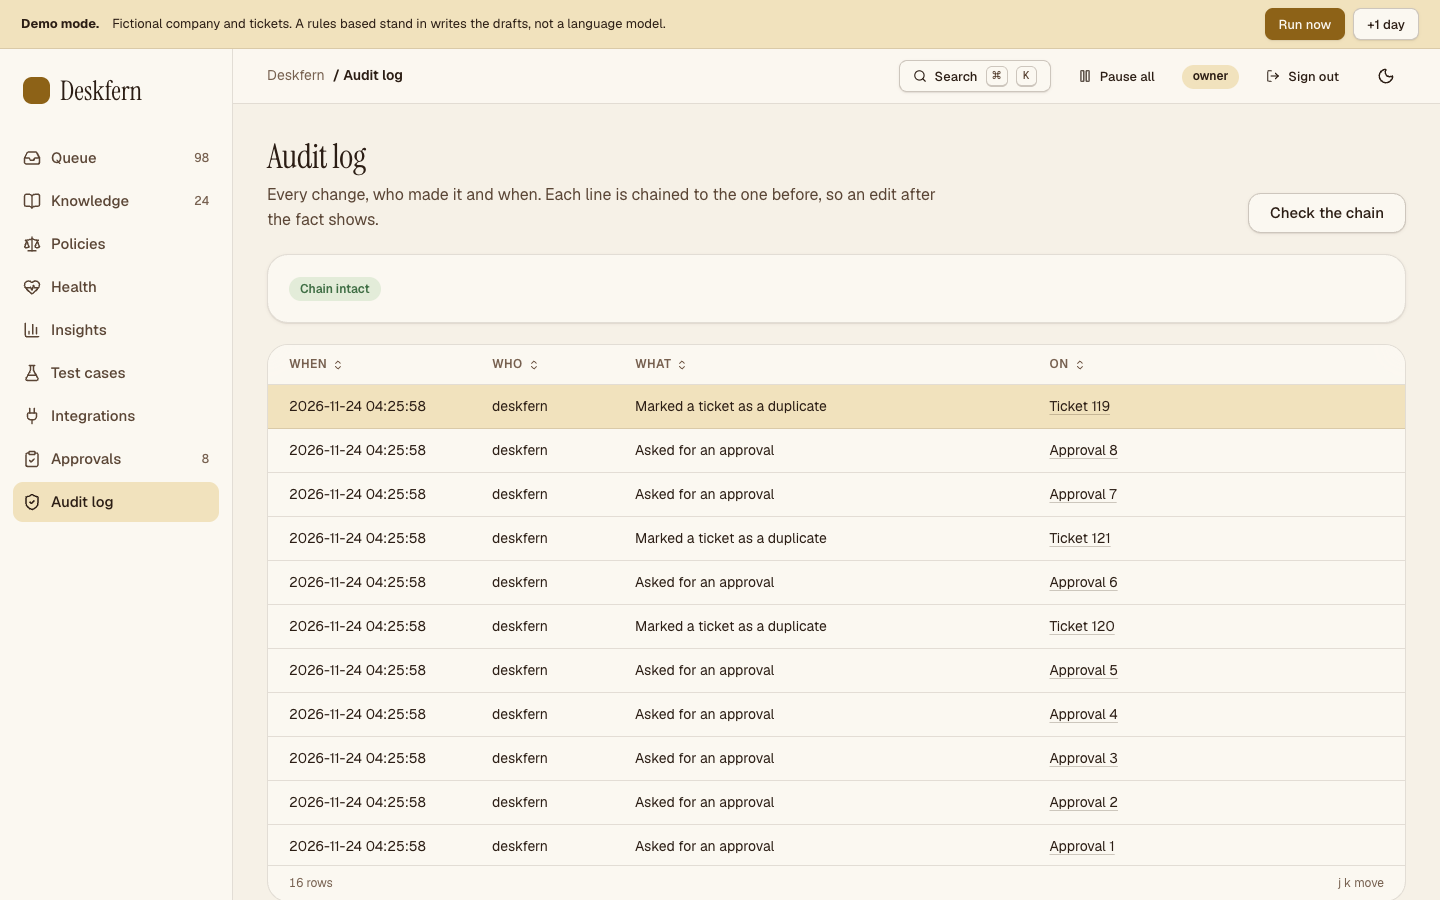 Demo mode. Fictional company and tickets. A rules based stand in writes the drafts, not a language model.
Run now
+1 day
Deskfern
Deskfern / Audit log
Search ⌘ K
Pause all
owner
Sign out
Queue 98
Knowledge 24
Policies
Health
Insights
Test cases
Integrations
Approvals 8
Audit log
Audit log
Every change, who made it and when. Each line is chained to the one before, so an edit after
the fact shows.
Check the chain
Chain intact
WHEN WHO WHAT ON
2026-11-24 04:25:58 deskfern Marked a ticket as a duplicate Ticket 119
2026-11-24 04:25:58 deskfern Asked for an approval Approval 8
2026-11-24 04:25:58 deskfern Asked for an approval Approval 7
2026-11-24 04:25:58 deskfern Marked a ticket as a duplicate Ticket 121
2026-11-24 04:25:58 deskfern Asked for an approval Approval 6
2026-11-24 04:25:58 deskfern Marked a ticket as a duplicate Ticket 120
2026-11-24 04:25:58 deskfern Asked for an approval Approval 5
2026-11-24 04:25:58 deskfern Asked for an approval Approval 4
2026-11-24 04:25:58 deskfern Asked for an approval Approval 3
2026-11-24 04:25:58 deskfern Asked for an approval Approval 2
2026-11-24 04:25:58 deskfern Asked for an approval Approval 1
16 rows
j k move